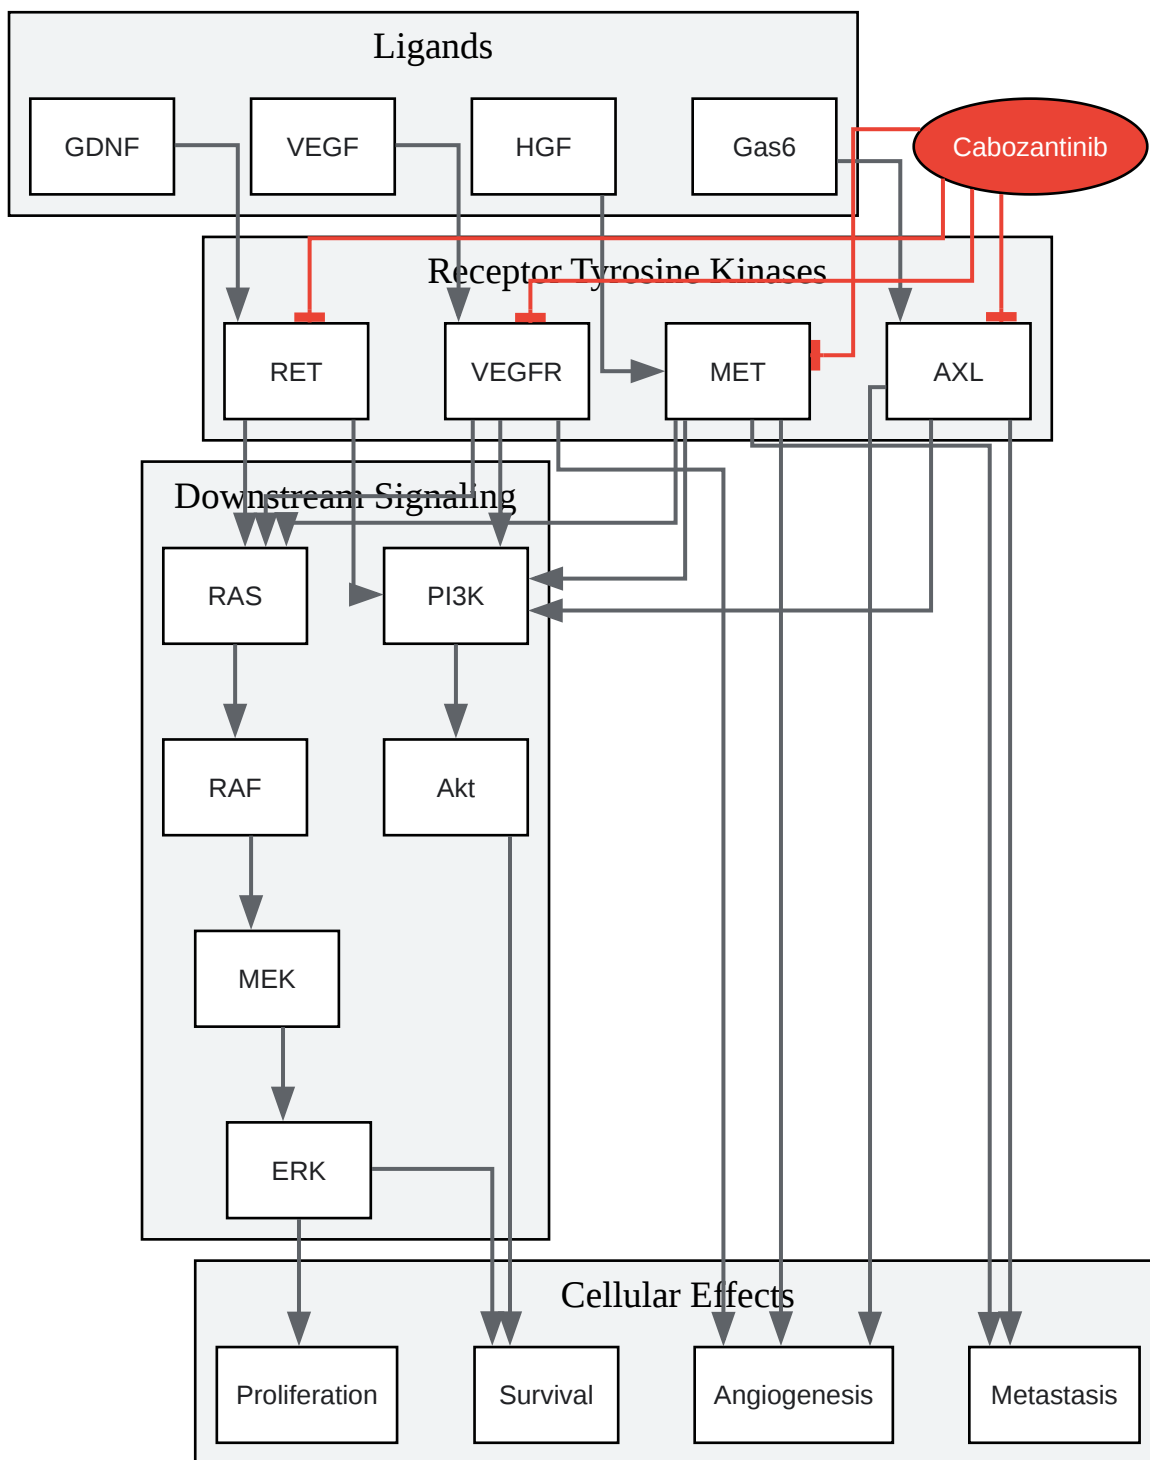 Ligands
GDNF
VEGF
HGF
Gas6
Cabozantinib
Receptor Tyrosine Kinases
RET
VEGFR
MET
AXL
Downstream Signaling
RAS
PI3K
RAF
Akt
MEK
ERK
Cellular Effects
Proliferation
Survival
Angiogenesis
Metastasis